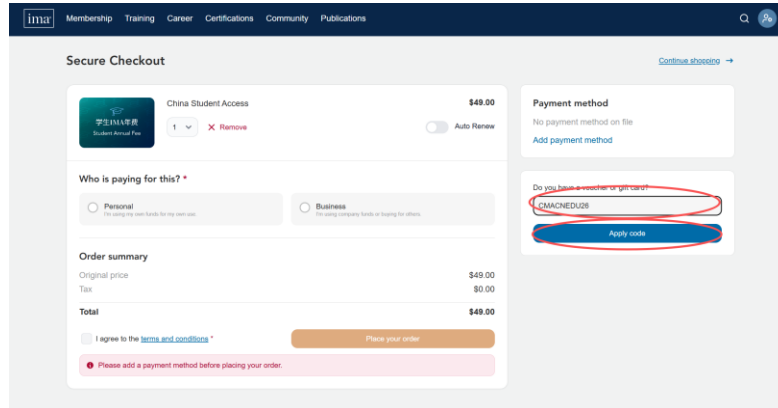 ima
Membership Training Career Certifications Community Publications
Secure Checkout
Continue shopping →
学生IMA年费
Student Annual Fee
China Student Access
$49.00
1
Remove
Auto Renew
Who is paying for this? *
Personal
I'm using my own funds for my own use.
Business
I'm using company funds or buying for others.
Order summary
Original price $49.00
Tax $0.00
Total $49.00
I agree to the terms and conditions *
Place your order
Please add a payment method before placing your order.
Payment method
No payment method on file
Add payment method
Do you have a voucher or gift card?
CMACNEDU26
Apply code